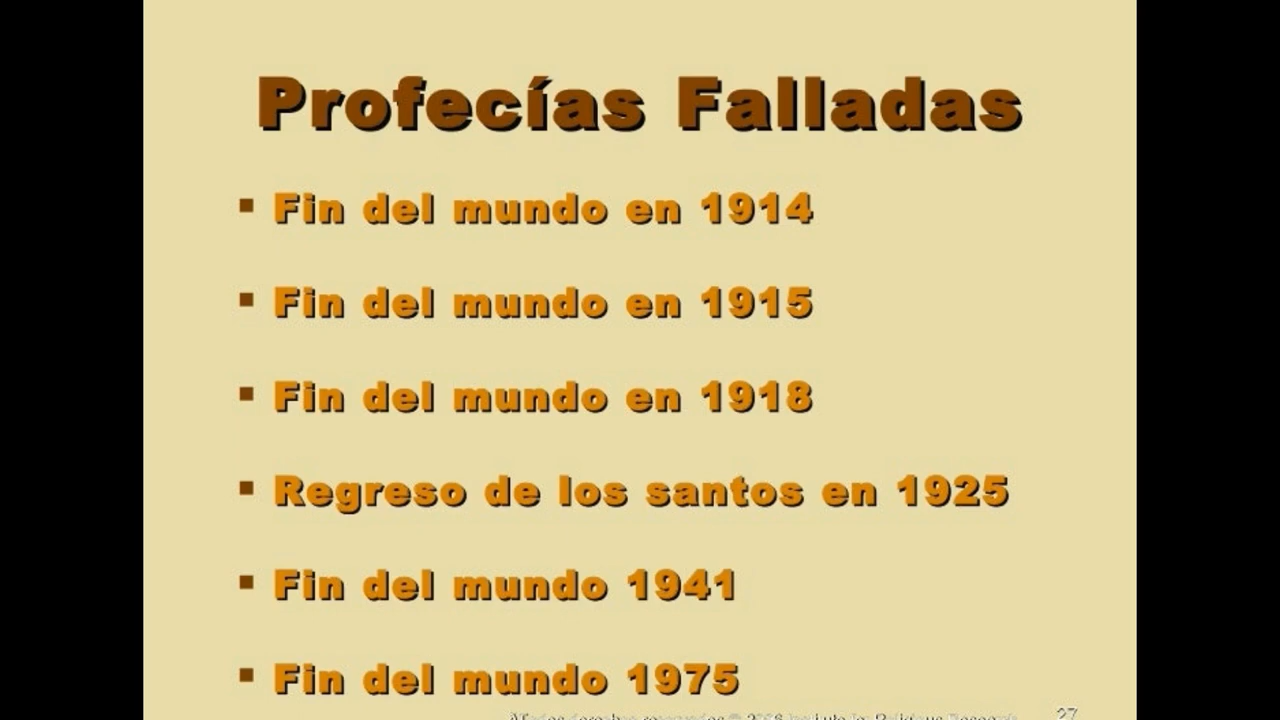 Profecías Falladas
▪ Fin del mundo en 1914
▪ Fin del mundo en 1915
▪ Fin del mundo en 1918
▪ Regreso de los santos en 1925
▪ Fin del mundo 1941
▪ Fin del mundo 1975
27